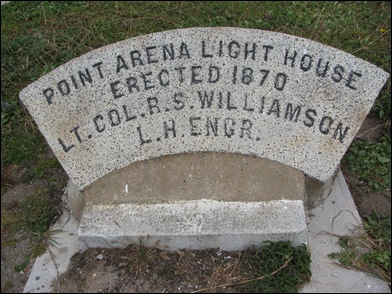 POINT ARENA LIGHT HOUSE
ERECTED 1870
LT. COL. R. S. WILLIAMSON
L. H. ENGR.